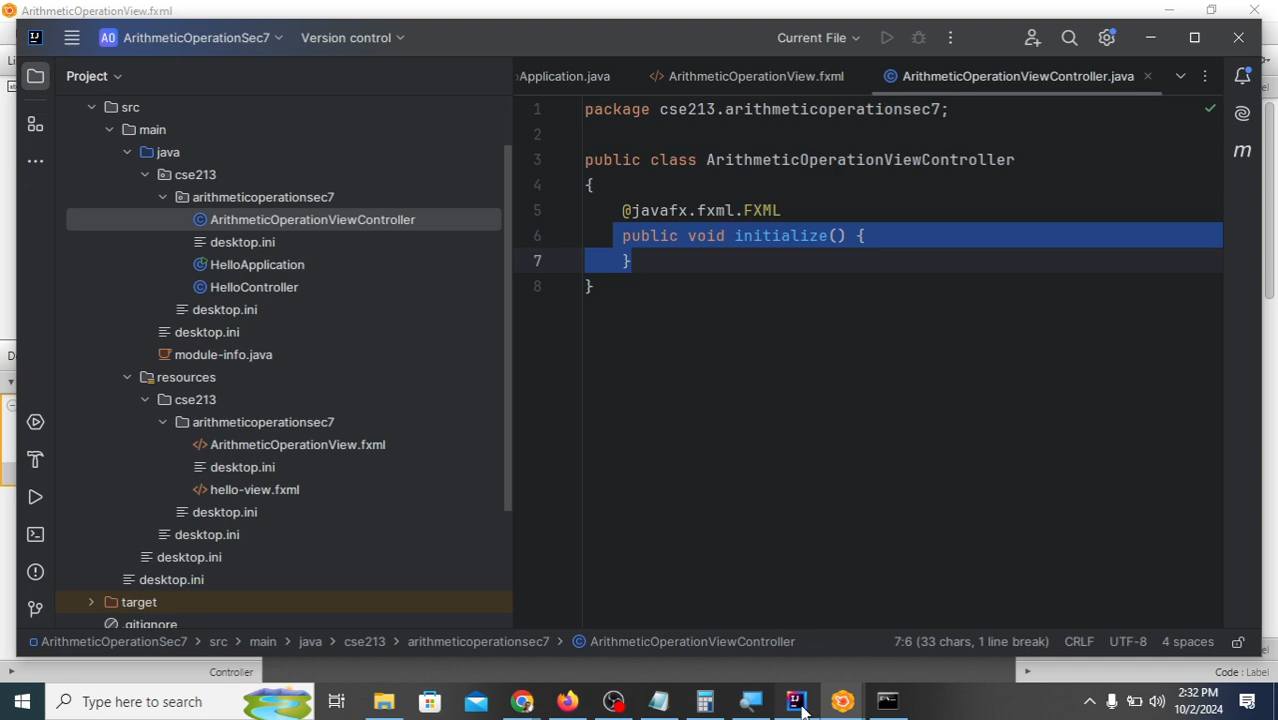 ArithmeticOperationView.fxml
AO ArithmeticOperationSec7 Version control Current File
Project
Application.java ArithmeticOperationView.fxml ArithmeticOperationViewController.java
src
main
java
cse213
arithmeticoperationsec7
ArithmeticOperationViewController
desktop.ini
HelloApplication
HelloController
desktop.ini
desktop.ini
module-info.java
resources
cse213
arithmeticoperationsec7
ArithmeticOperationView.fxml
desktop.ini
hello-view.fxml
desktop.ini
desktop.ini
desktop.ini
desktop.ini
target
.gitignore
1 package cse213.arithmeticoperationsec7;
2
3 public class ArithmeticOperationViewController
4 {
5 @javafx.fxml.FXML
6 public void initialize() {
7 }
8 }
ArithmeticOperationSec7 > src > main > java > cse213 > arithmeticoperationsec7 > ArithmeticOperationViewController 7:6 (33 chars, 1 line break) CRLF UTF-8 4 spaces
Controller Code : Label
Type here to search
2:32 PM
10/2/2024